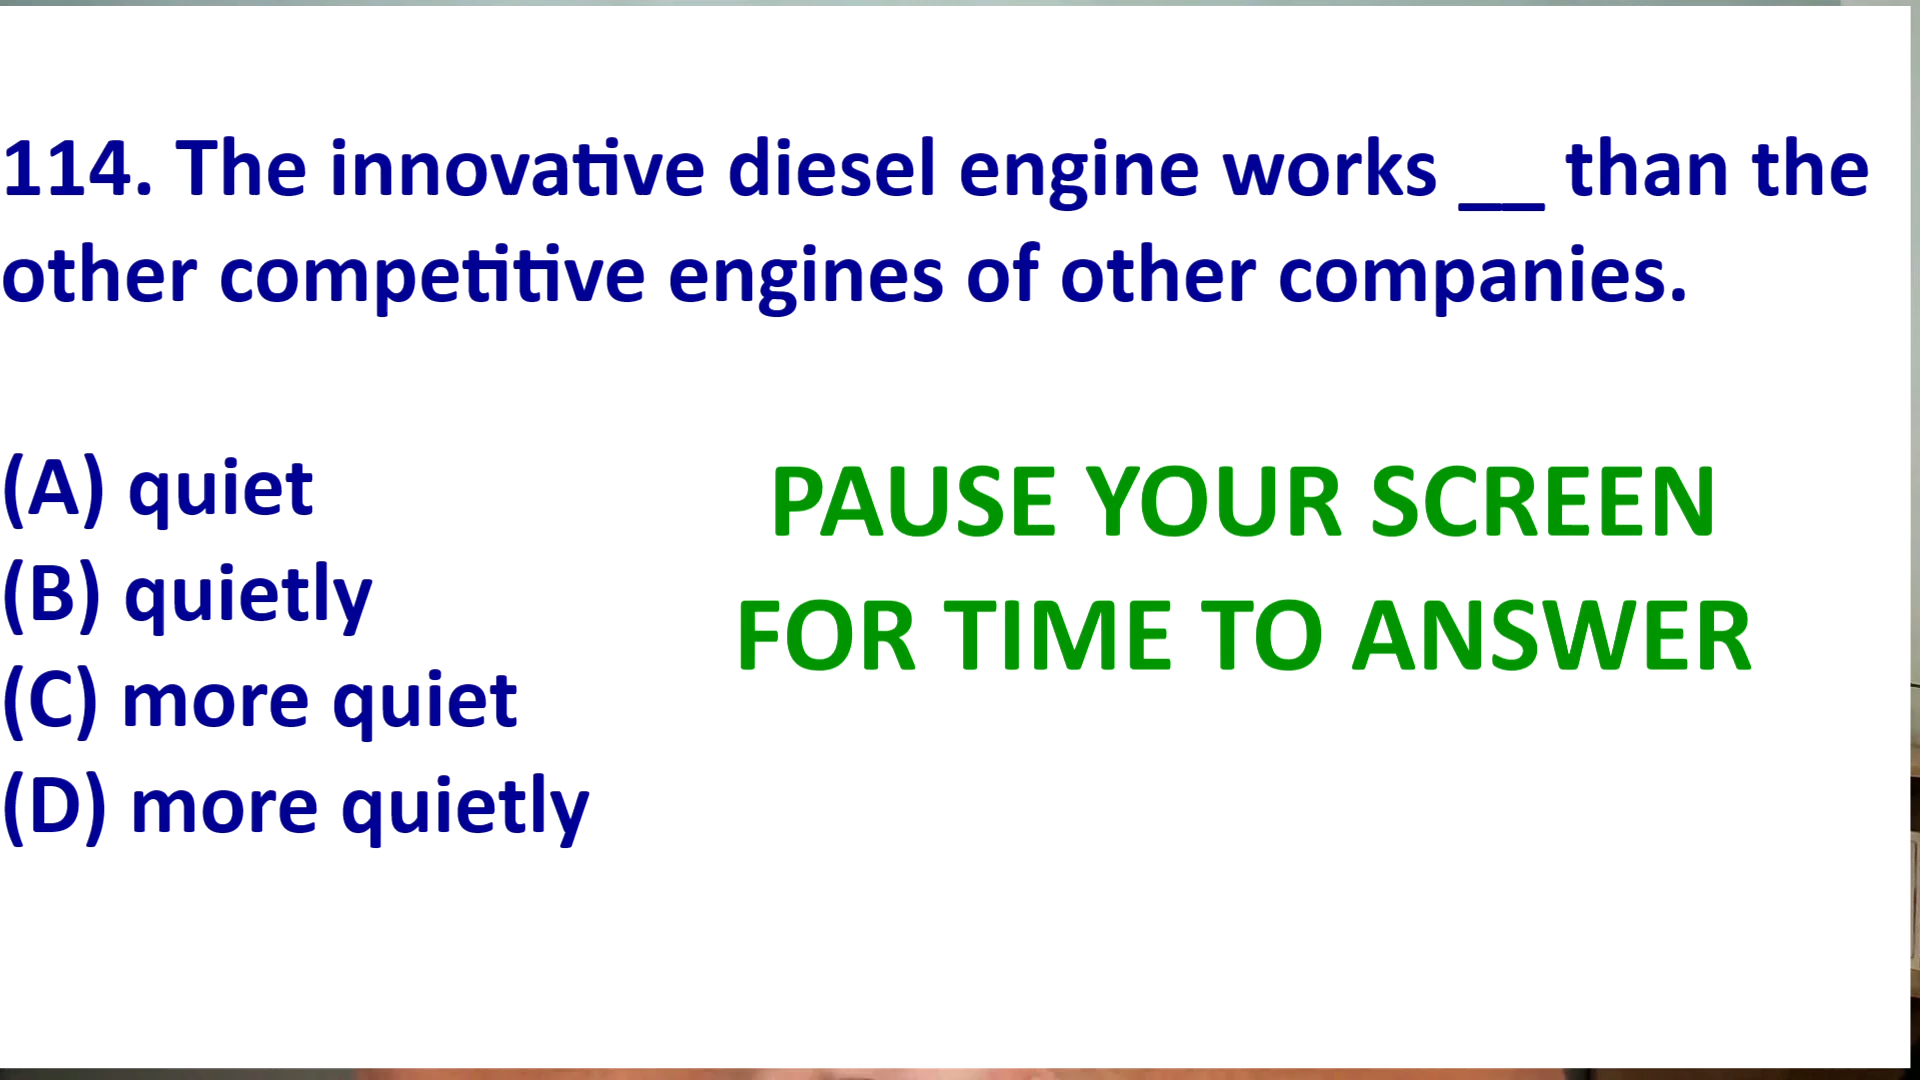 114. The innovative diesel engine works __ than the
other competitive engines of other companies.
(A) quiet
(B) quietly
(C) more quiet
(D) more quietly
PAUSE YOUR SCREEN
FOR TIME TO ANSWER